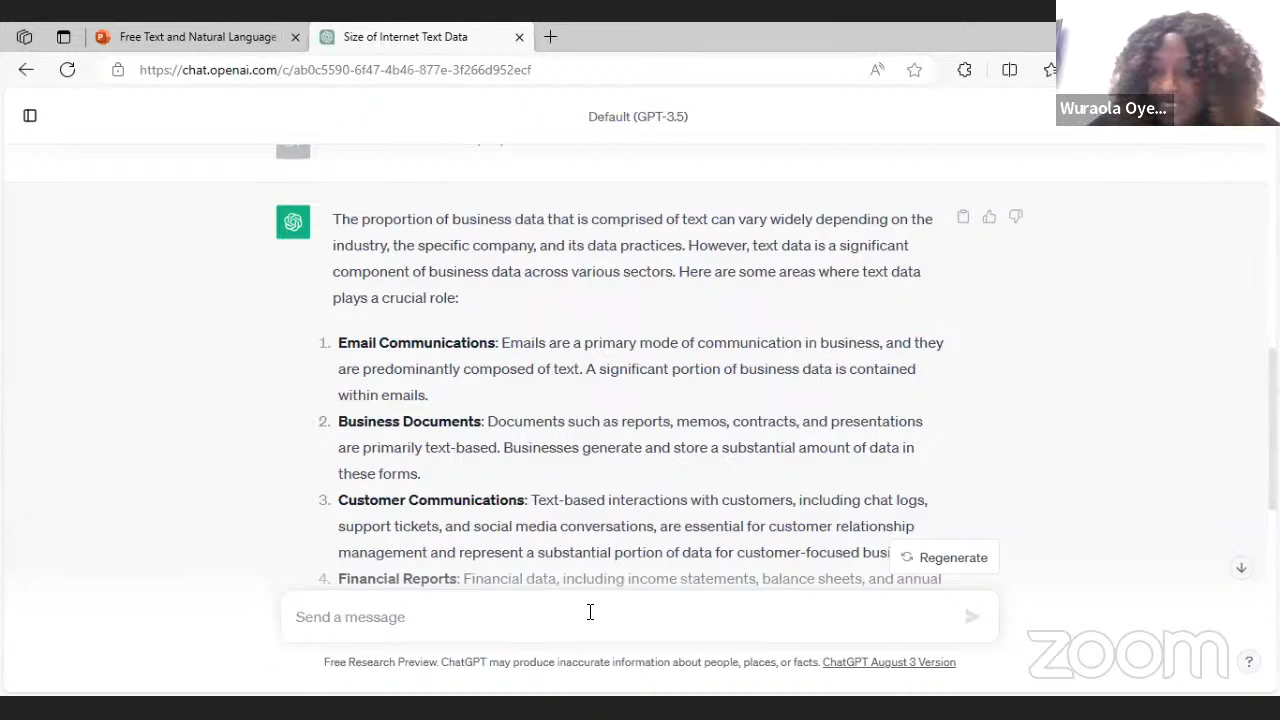 Free Text and Natural Language
Size of Internet Text Data
https://chat.openai.com/c/ab0c5590-6f47-4b46-877e-3f266d952ecf
Wuraola Oye...
Default (GPT-3.5)
The proportion of business data that is comprised of text can vary widely depending on the
industry, the specific company, and its data practices. However, text data is a significant
component of business data across various sectors. Here are some areas where text data
plays a crucial role:
1. Email Communications: Emails are a primary mode of communication in business, and they
are predominantly composed of text. A significant portion of business data is contained
within emails.
2. Business Documents: Documents such as reports, memos, contracts, and presentations
are primarily text-based. Businesses generate and store a substantial amount of data in
these forms.
3. Customer Communications: Text-based interactions with customers, including chat logs,
support tickets, and social media conversations, are essential for customer relationship
management and represent a substantial portion of data for customer-focused busi
Regenerate
4. Financial Reports: Financial data, including income statements, balance sheets, and annual
Send a message
Free Research Preview. ChatGPT may produce inaccurate information about people, places, or facts. ChatGPT August 3 Version
zoom
?